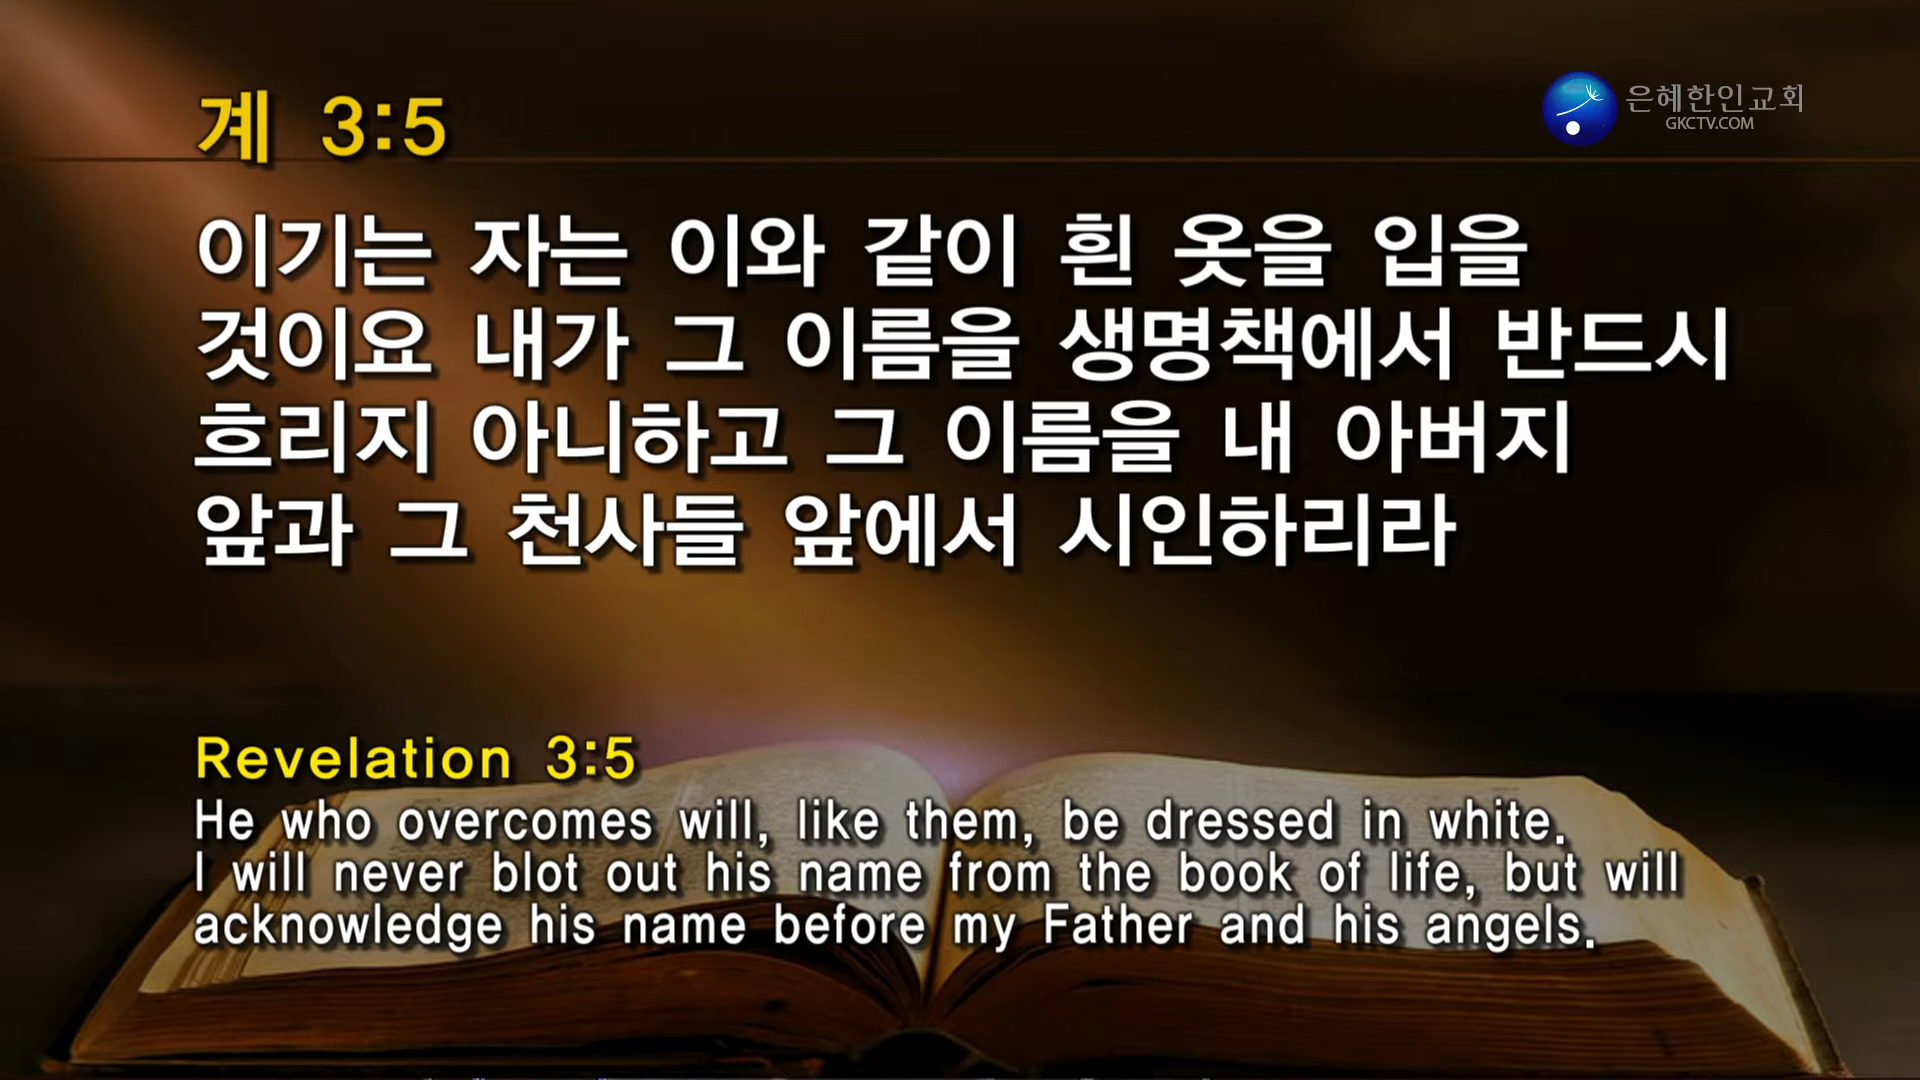 계 3:5
은혜한인교회
GKCTV.COM
이기는 자는 이와 같이 흰 옷을 입을
것이요 내가 그 이름을 생명책에서 반드시
흐리지 아니하고 그 이름을 내 아버지
앞과 그 천사들 앞에서 시인하리라
Revelation 3:5
He who overcomes will, like them, be dressed in white.
I will never blot out his name from the book of life, but will
acknowledge his name before my Father and his angels.